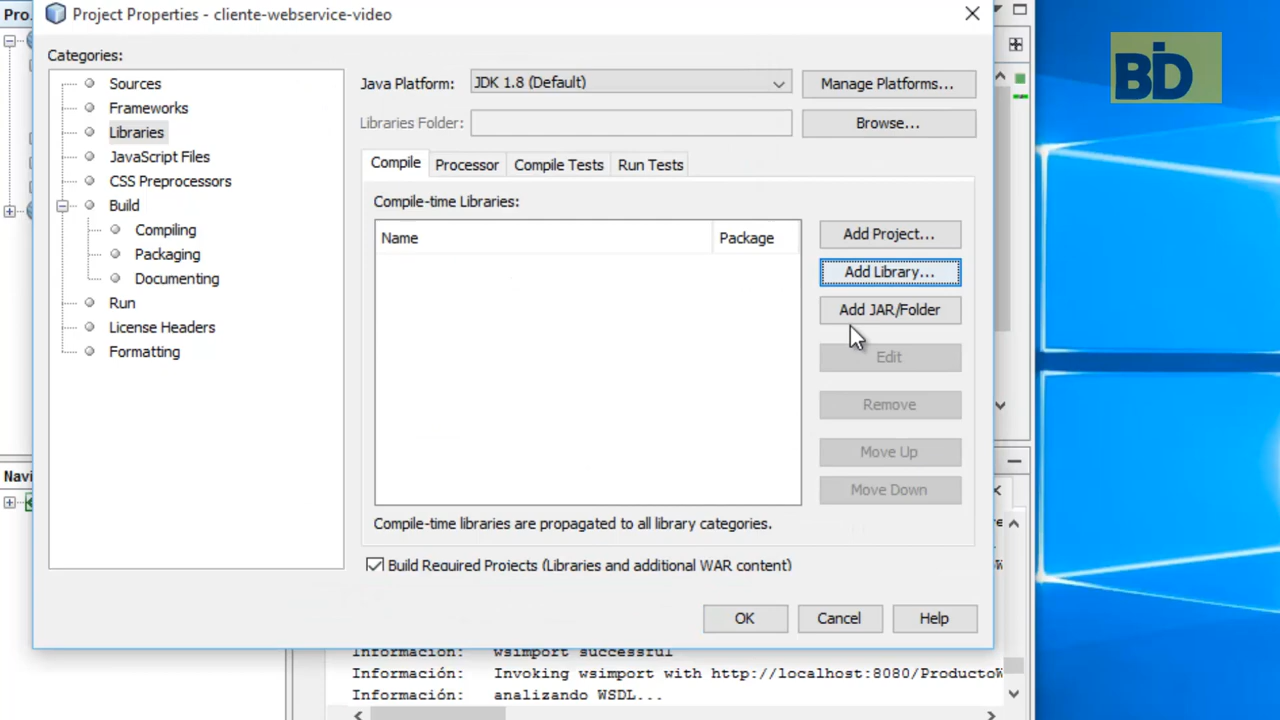 Pro.
Project Properties - cliente-webservice-video
BID
Categories:
Sources
Frameworks
Libraries
JavaScript Files
CSS Preprocessors
Build
Compiling
Packaging
Documenting
Run
License Headers
Formatting
Java Platform:
JDK 1.8 (Default)
Manage Platforms...
Libraries Folder:
Browse...
Compile
Processor
Compile Tests
Run Tests
Compile-time Libraries:
Name
Package
Add Project...
Add Library...
Add JAR/Folder
Edit
Remove
Move Up
Move Down
Compile-time libraries are propagated to all library categories.
Build Required Projects (Libraries and additional WAR content)
OK
Cancel
Help
Navi
Información: wsimport successful
Información: Invoking wsimport with http://localhost:8080/ProductoW
Información: analizando WSDL...